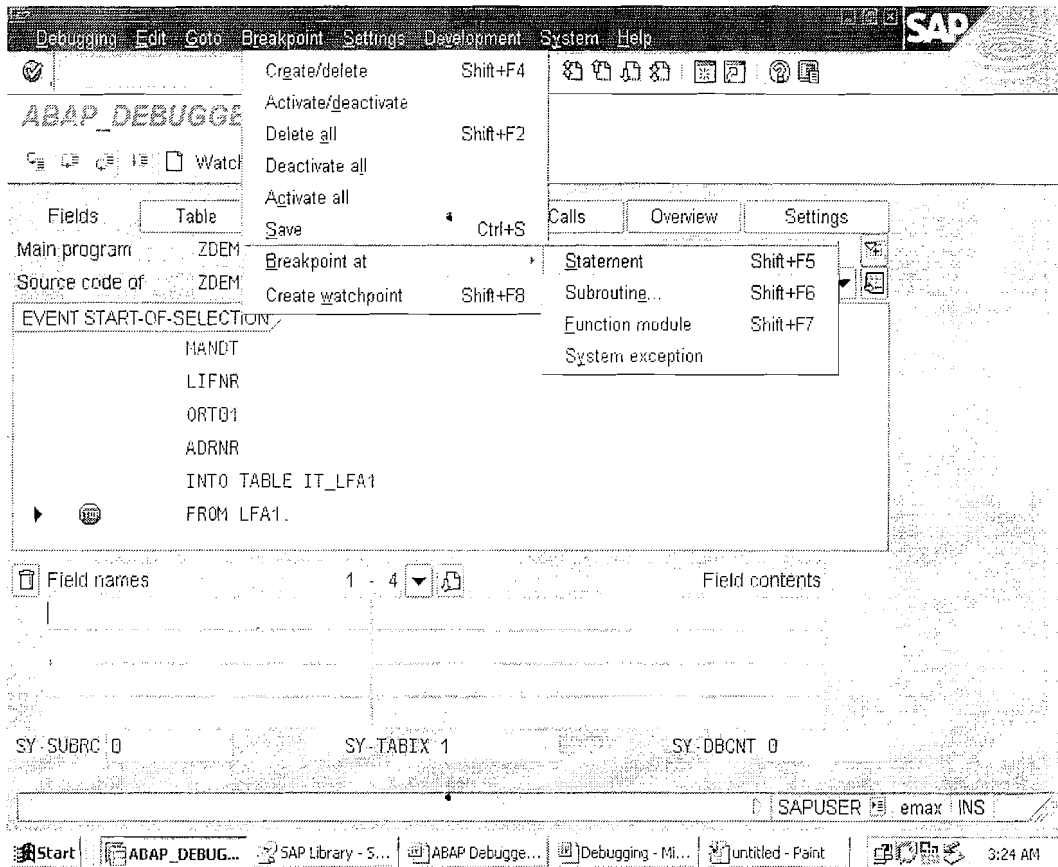 SAP
Debugging Edit Goto Breakpoint Settings Development System Help
Create/delete Shift+F4
Activate/deactivate
Delete all Shift+F2
Deactivate all
Activate all
Save Ctrl+S
Breakpoint at
Create watchpoint Shift+F8
Statement Shift+F5
Subroutine... Shift+F6
Function module Shift+F7
System exception
ABAP_DEBUGGE
Watch
Fields Table Calls Overview Settings
Main program ZDEM
Source code of ZDEM
EVENT START-OF-SELECTION
MANDT
LIFNR
ORT01
ADRNR
INTO TABLE IT_LFA1
FROM LFA1.
Field names 1 - 4 Field contents
SY-SUBRC 0 SY-TABIX 1 SY-DBCNT 0
SAPUSER emax INS
Start ABAP_DEBUG... SAP Library - S... ABAP Debugge... Debugging - Mi... untitled - Paint 3:24 AM